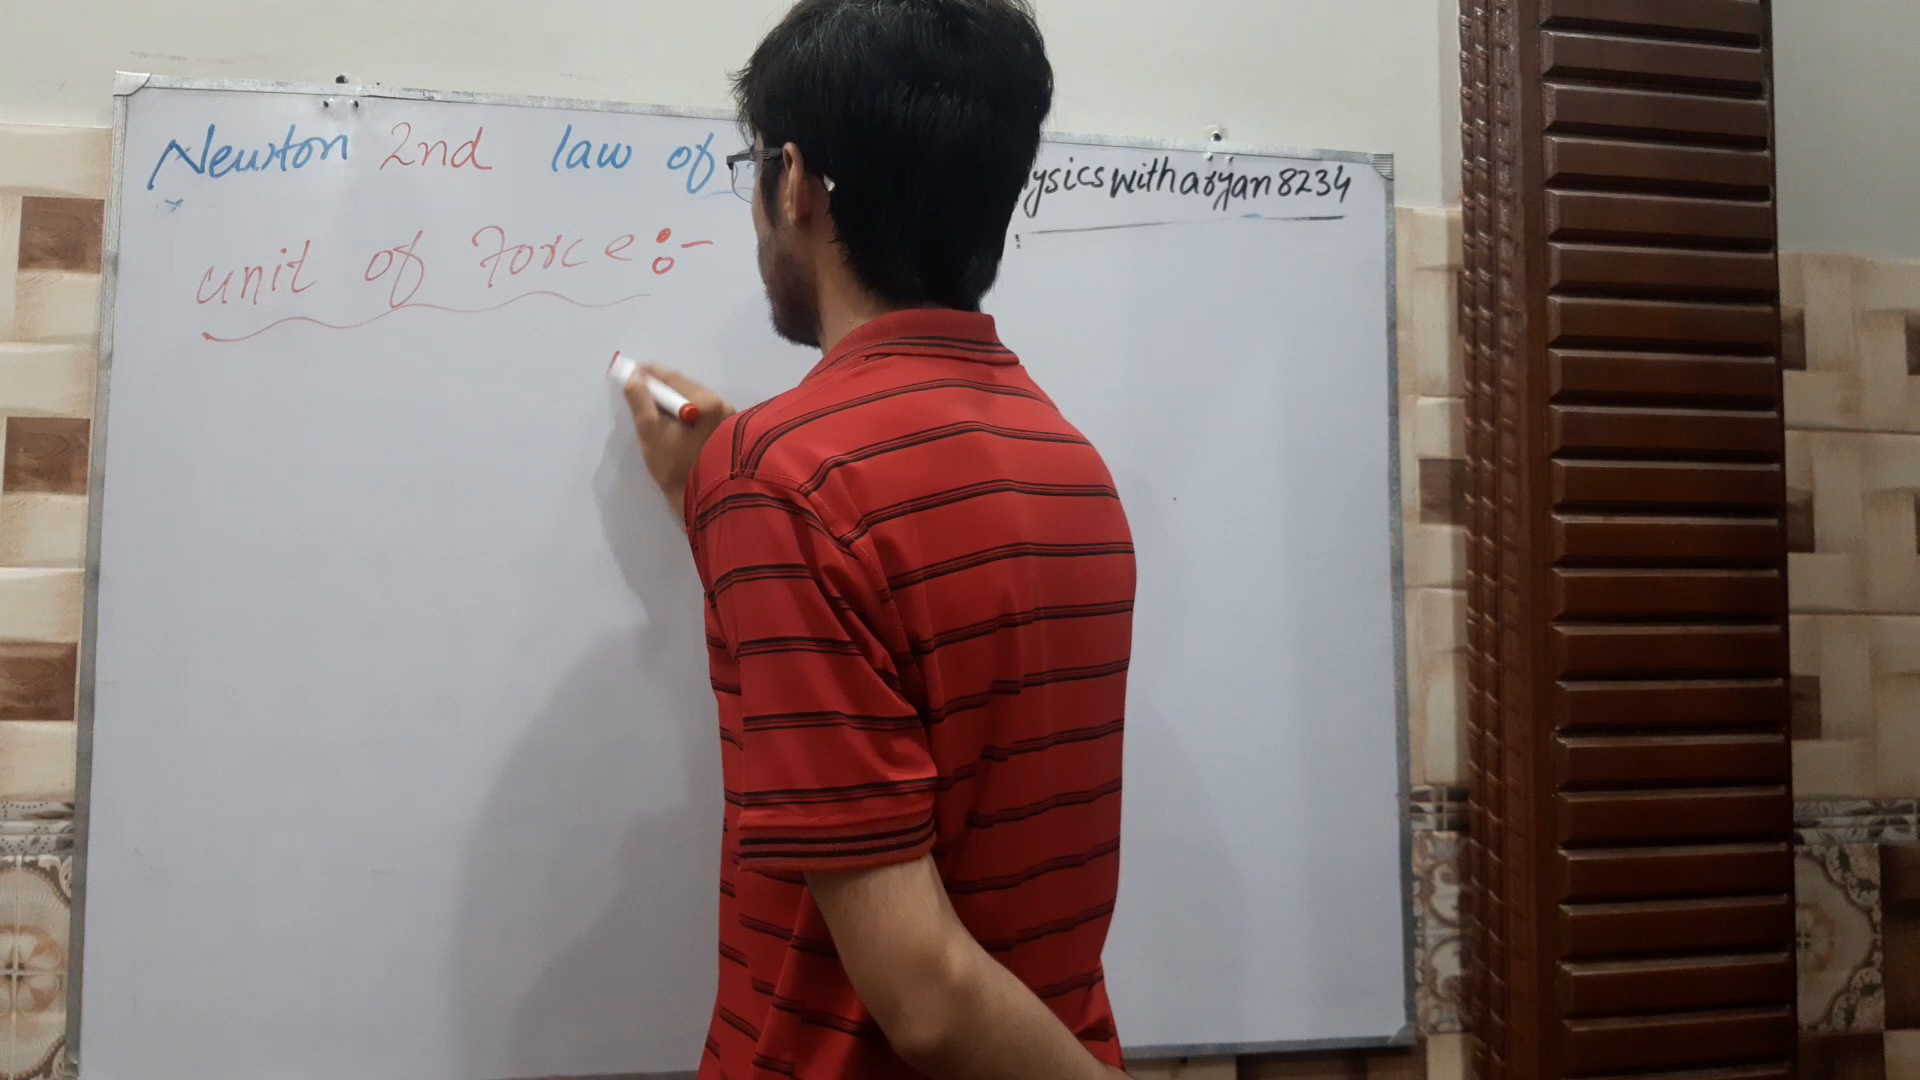 Newton 2nd law of
ysicswitharyan8234
unit of Force:-